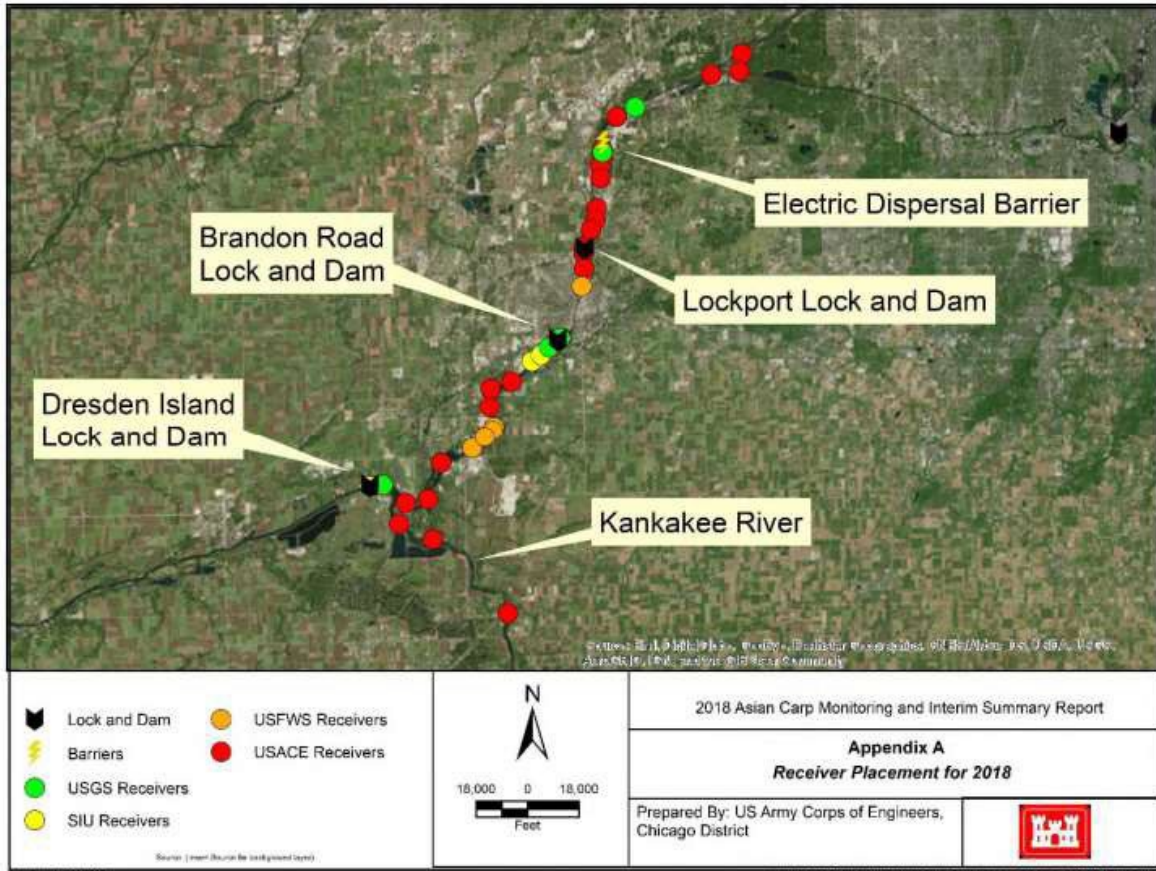 Electric Dispersal Barrier
Brandon Road
Lock and Dam
Lockport Lock and Dam
Dresden Island
Lock and Dam
Kankakee River
Lock and Dam
Barriers
USGS Receivers
SIU Receivers
USFWS Receivers
USACE Receivers
N
18,000 0 18,000
Feet
2018 Asian Carp Monitoring and Interim Summary Report
Appendix A
Receiver Placement for 2018
Prepared By: US Army Corps of Engineers,
Chicago District